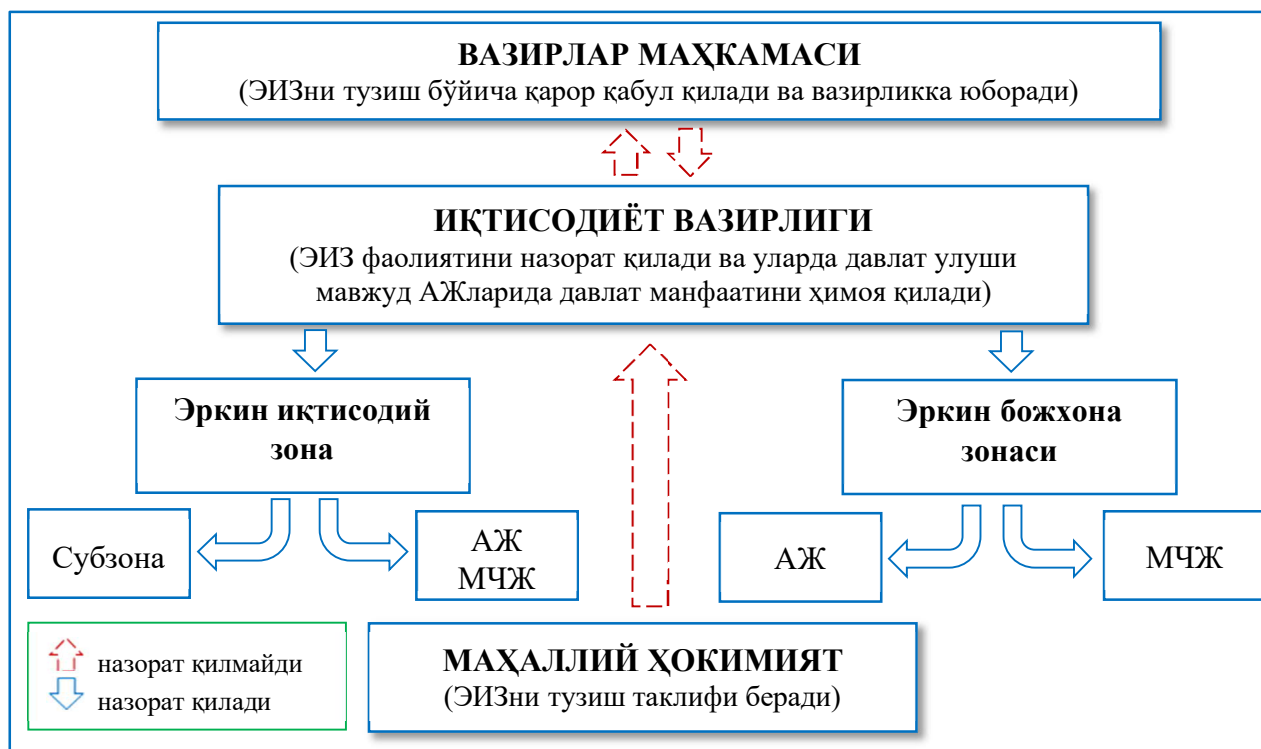 ВАЗИРЛАР МАҲКАМАСИ
(ЭИЗни тузиш бўйича қарор қабул қилади ва вазирликка юборади)
ИҚТИСОДИЁТ ВАЗИРЛИГИ
(ЭИЗ фаолиятини назорат қилади ва уларда давлат улуши
мавжуд АЖларида давлат манфаатини ҳимоя қилади)
Эркин иқтисодий
зона
Эркин божхона
зонаси
Субзона
АЖ
МЧЖ
АЖ
МЧЖ
назорат қилмайди
назорат қилади
МАҲАЛЛИЙ ҲОКИМИЯТ
(ЭИЗни тузиш таклифи беради)